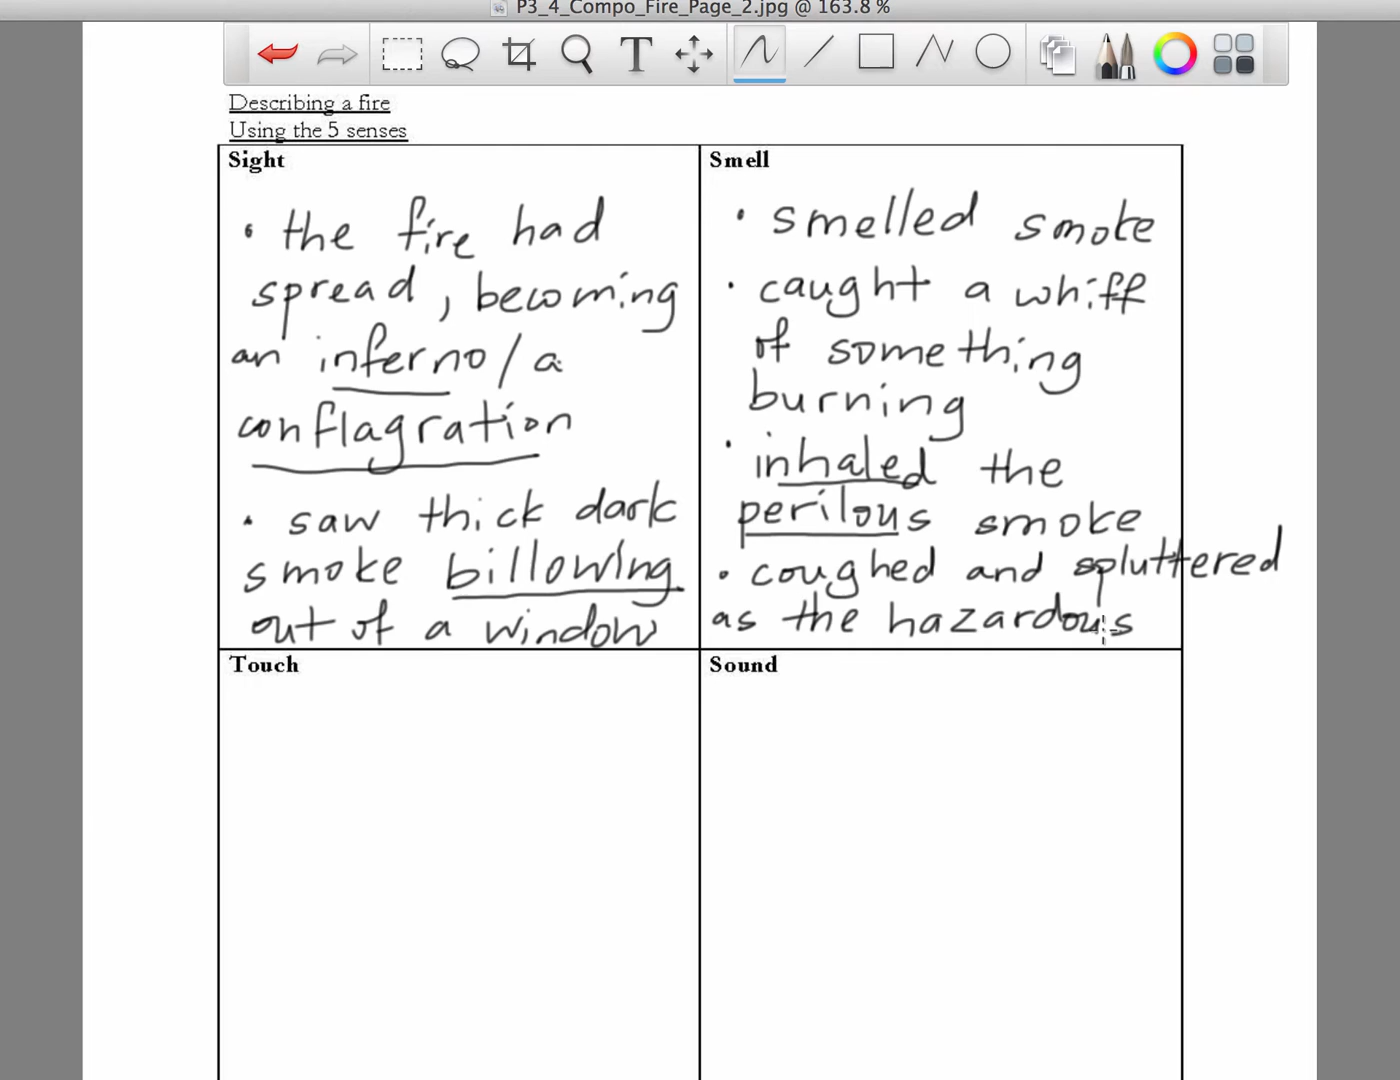 P3_4_Compo_Fire_Page_2.jpg @ 163.8 %
T
Describing a fire
Using the 5 senses
Sight
• the fire had
spread, becoming
an inferno / a
conflagration
• saw thick dark
smoke billowing
out of a window
Smell
• smelled smoke
• caught a whiff
of something
burning
• inhaled the
perilous smoke
• coughed and spluttered
as the hazardous
Touch
Sound